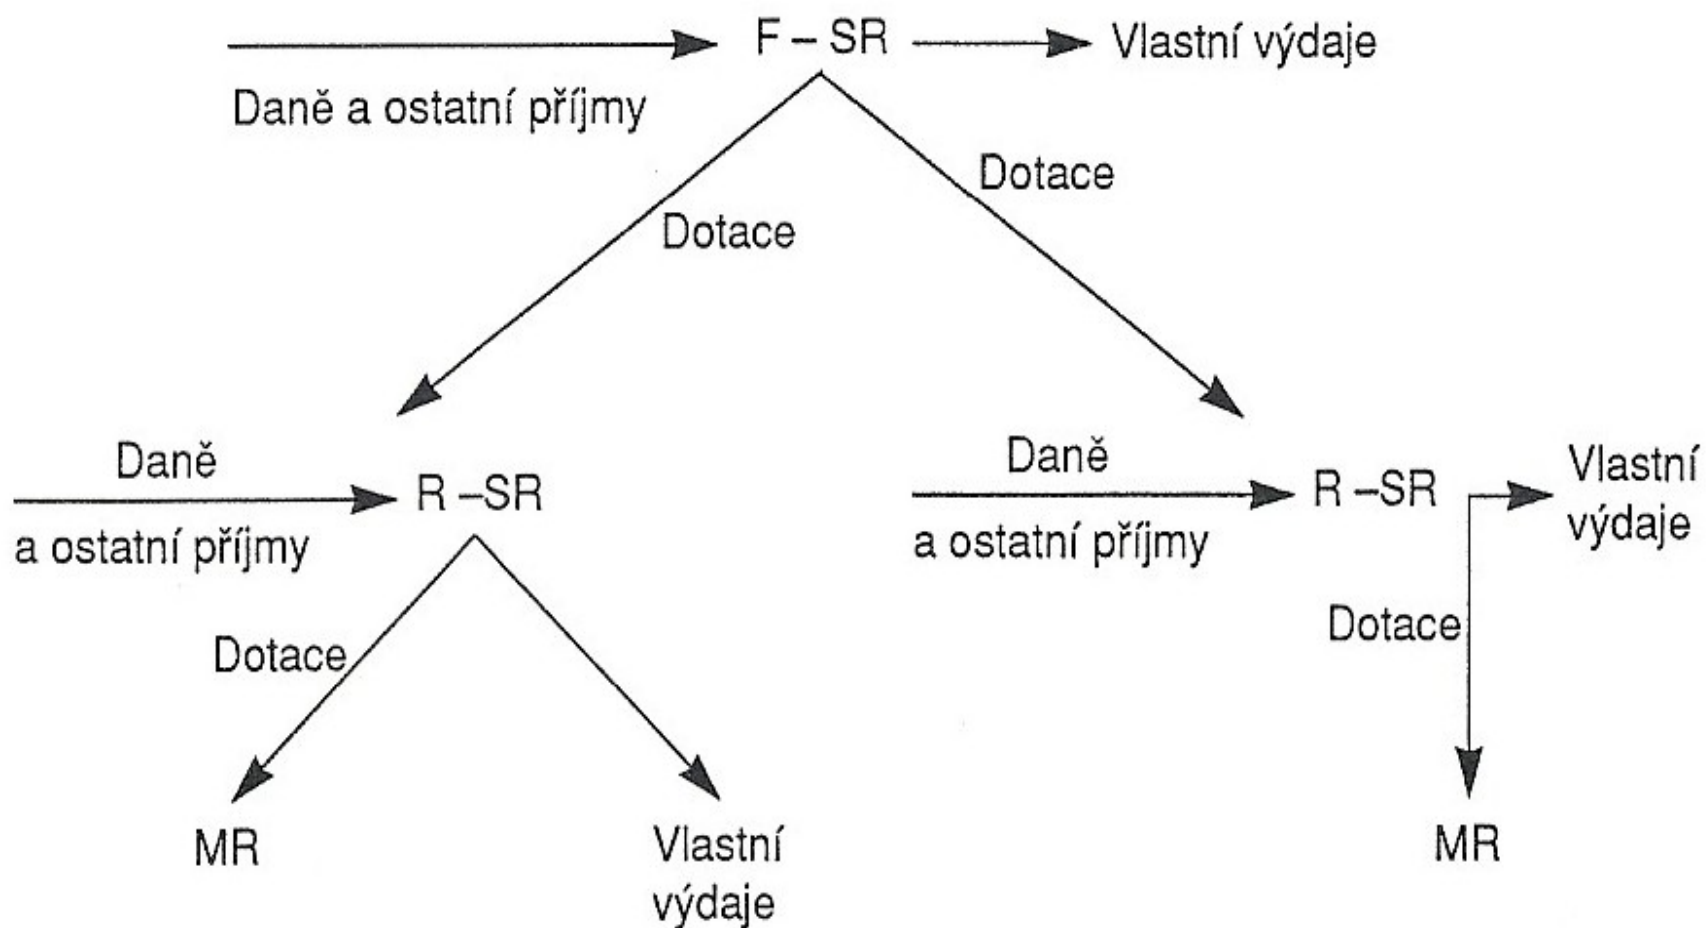 F – SR
Vlastní výdaje
Daně a ostatní příjmy
Dotace
Dotace
Daně
R –SR
a ostatní příjmy
Daně
R –SR
Vlastní
výdaje
a ostatní příjmy
Dotace
Dotace
MR
Vlastní
výdaje
MR